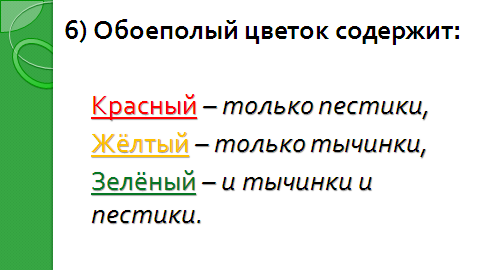 6) Обоеполый цветок содержит:
Красный – только пестики,
Жёлтый – только тычинки,
Зелёный – и тычинки и
пестики.